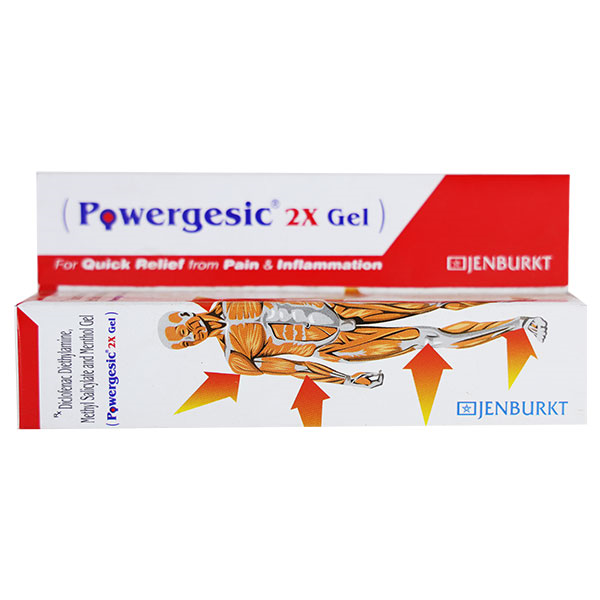 (Powergesic® 2X Gel)
For Quick Relief from Pain & Inflammation
JENBURKT
Rx Diclofenac Diethylamine,
Methyl Salicylate and Menthol Gel
(Powergesic® 2X Gel)
JENBURKT